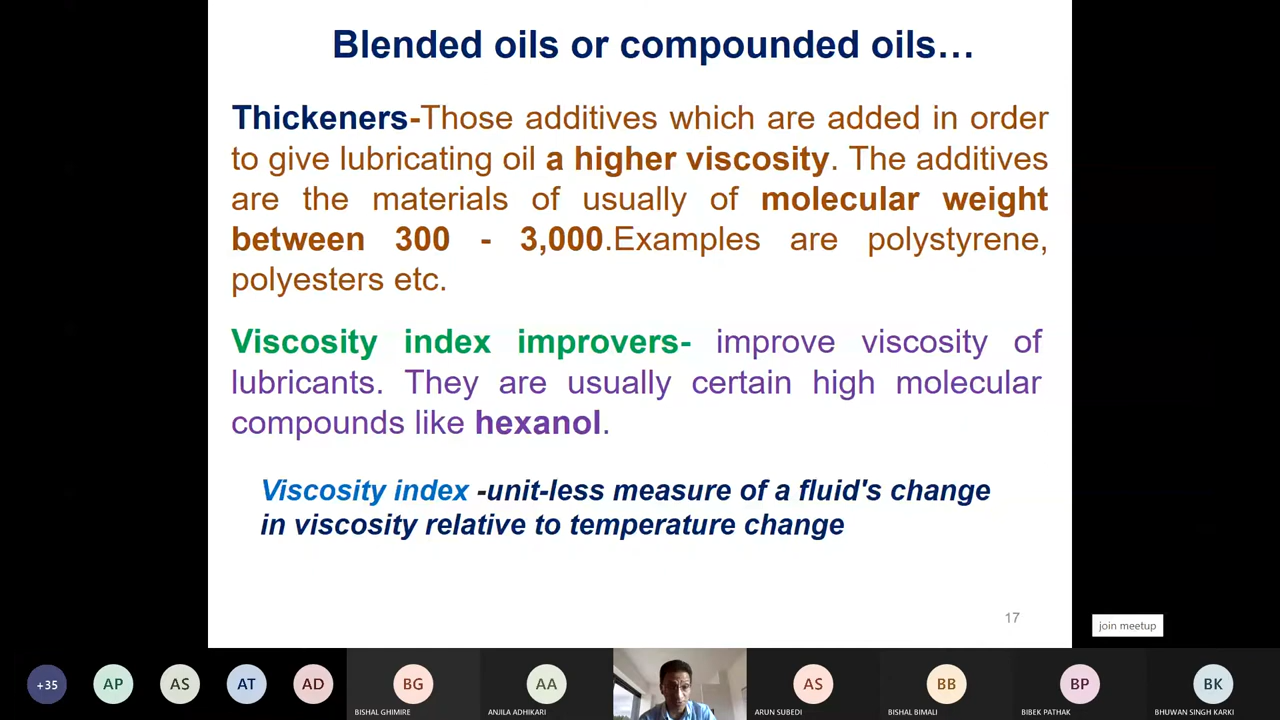 Blended oils or compounded oils…
Thickeners-Those additives which are added in order
to give lubricating oil a higher viscosity. The additives
are the materials of usually of molecular weight
between 300 - 3,000.Examples are polystyrene,
polyesters etc.
Viscosity index improvers- improve viscosity of
lubricants. They are usually certain high molecular
compounds like hexanol.
Viscosity index -unit-less measure of a fluid's change
in viscosity relative to temperature change
17
join meetup
+35 AP AS AT AD BG AA AS BB BP BK
BISHAL GHIMIRE ANJILA ADHIKARI ARUN SUBEDI BISHAL BIMALI BIBEK PATHAK BHUWAN SINGH KARKI